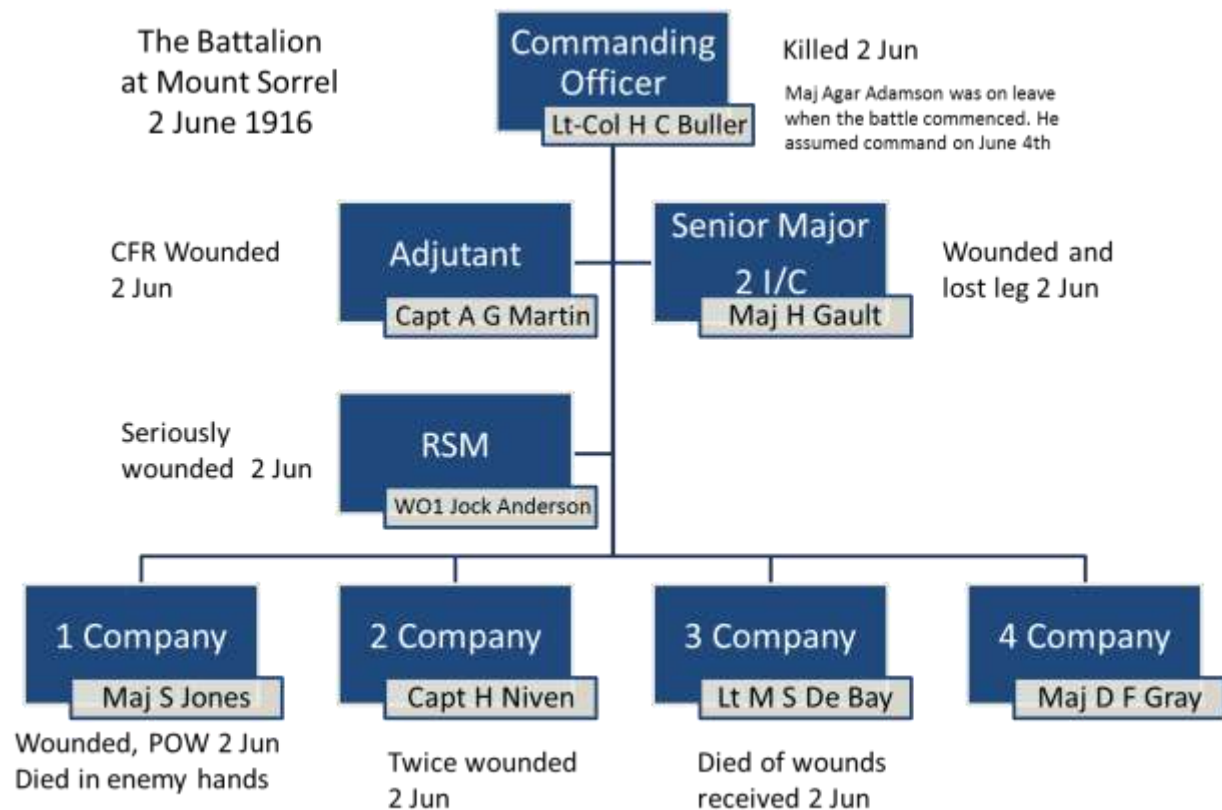 The Battalion
at Mount Sorrel
2 June 1916
Commanding
Officer
Lt-Col H C Buller
Killed 2 Jun
Maj Agar Adamson was on leave
when the battle commenced. He
assumed command on June 4th
CFR Wounded
2 Jun
Adjutant
Capt A G Martin
Senior Major
2 I/C
Maj H Gault
Wounded and
lost leg 2 Jun
Seriously
wounded 2 Jun
RSM
WO1 Jock Anderson
1 Company
Maj S Jones
Wounded, POW 2 Jun
Died in enemy hands
2 Company
Capt H Niven
Twice wounded
2 Jun
3 Company
Lt M S De Bay
Died of wounds
received 2 Jun
4 Company
Maj D F Gray